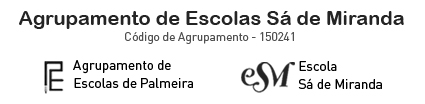 Agrupamento de Escolas Sá de Miranda
Código de Agrupamento - 150241
Agrupamento de
Escolas de Palmeira
eSM
Escola
Sá de Miranda